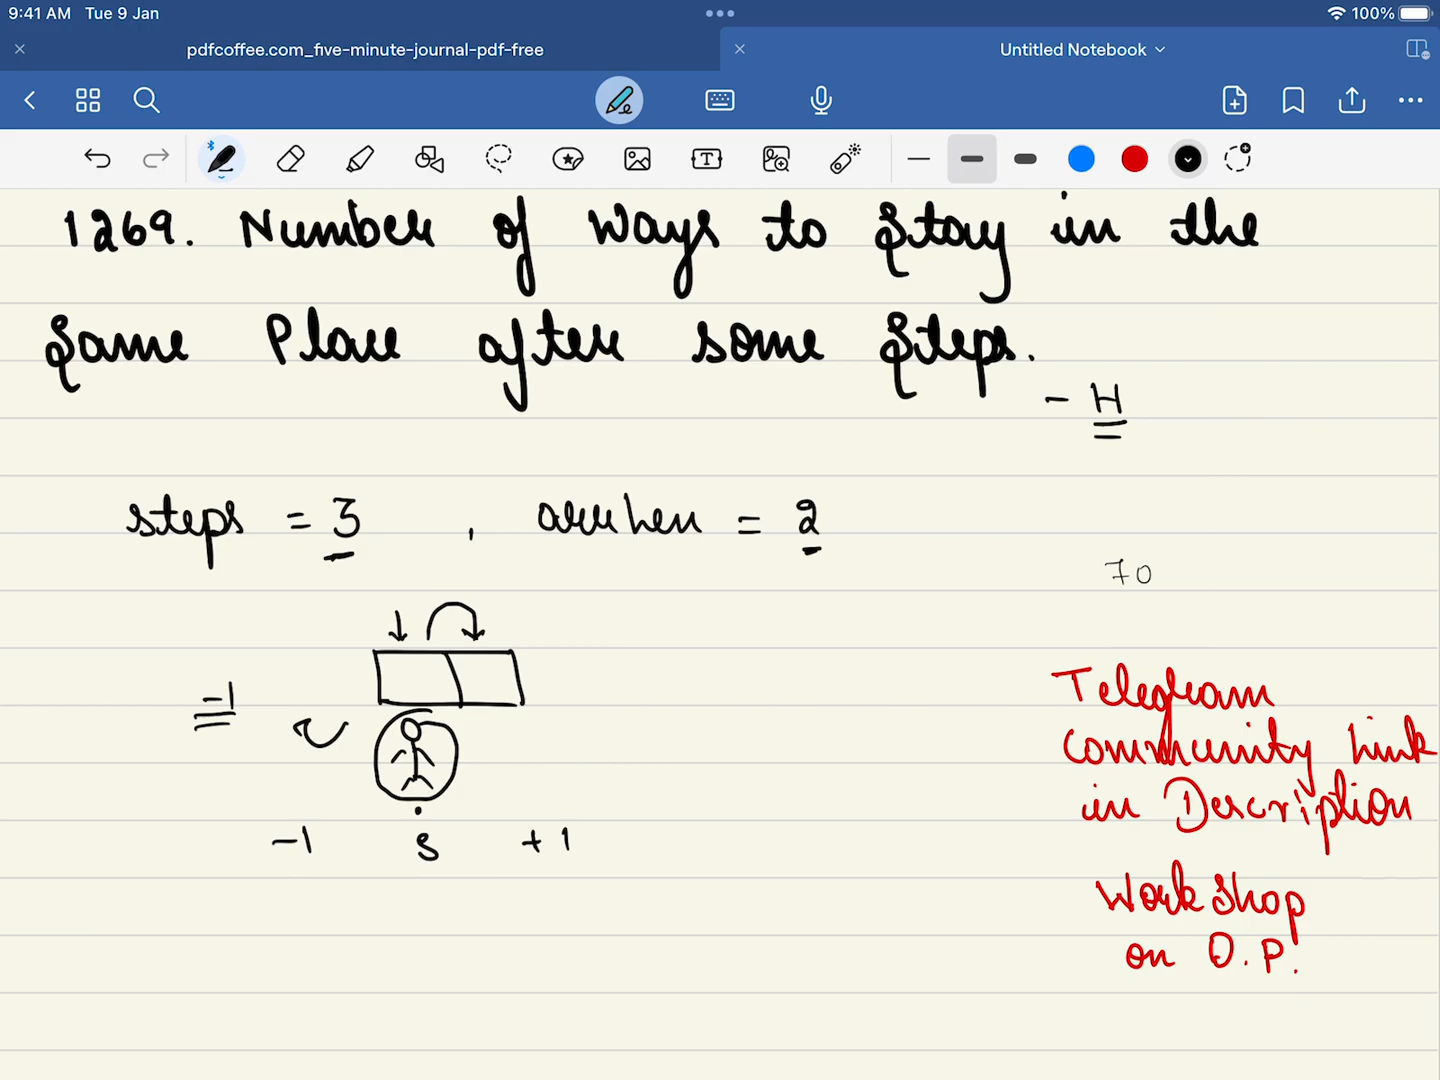 9:41 AM Tue 9 Jan
100%
pdfcoffee.com_five-minute-journal-pdf-free
Untitled Notebook
1269. Number of Ways to Stay in the
Same Place after some Steps.
- H
steps = 3 , arrLen = 2
70
-1
-1 S +1
Telegram
community Link
in Description
Workshop
on O.P.